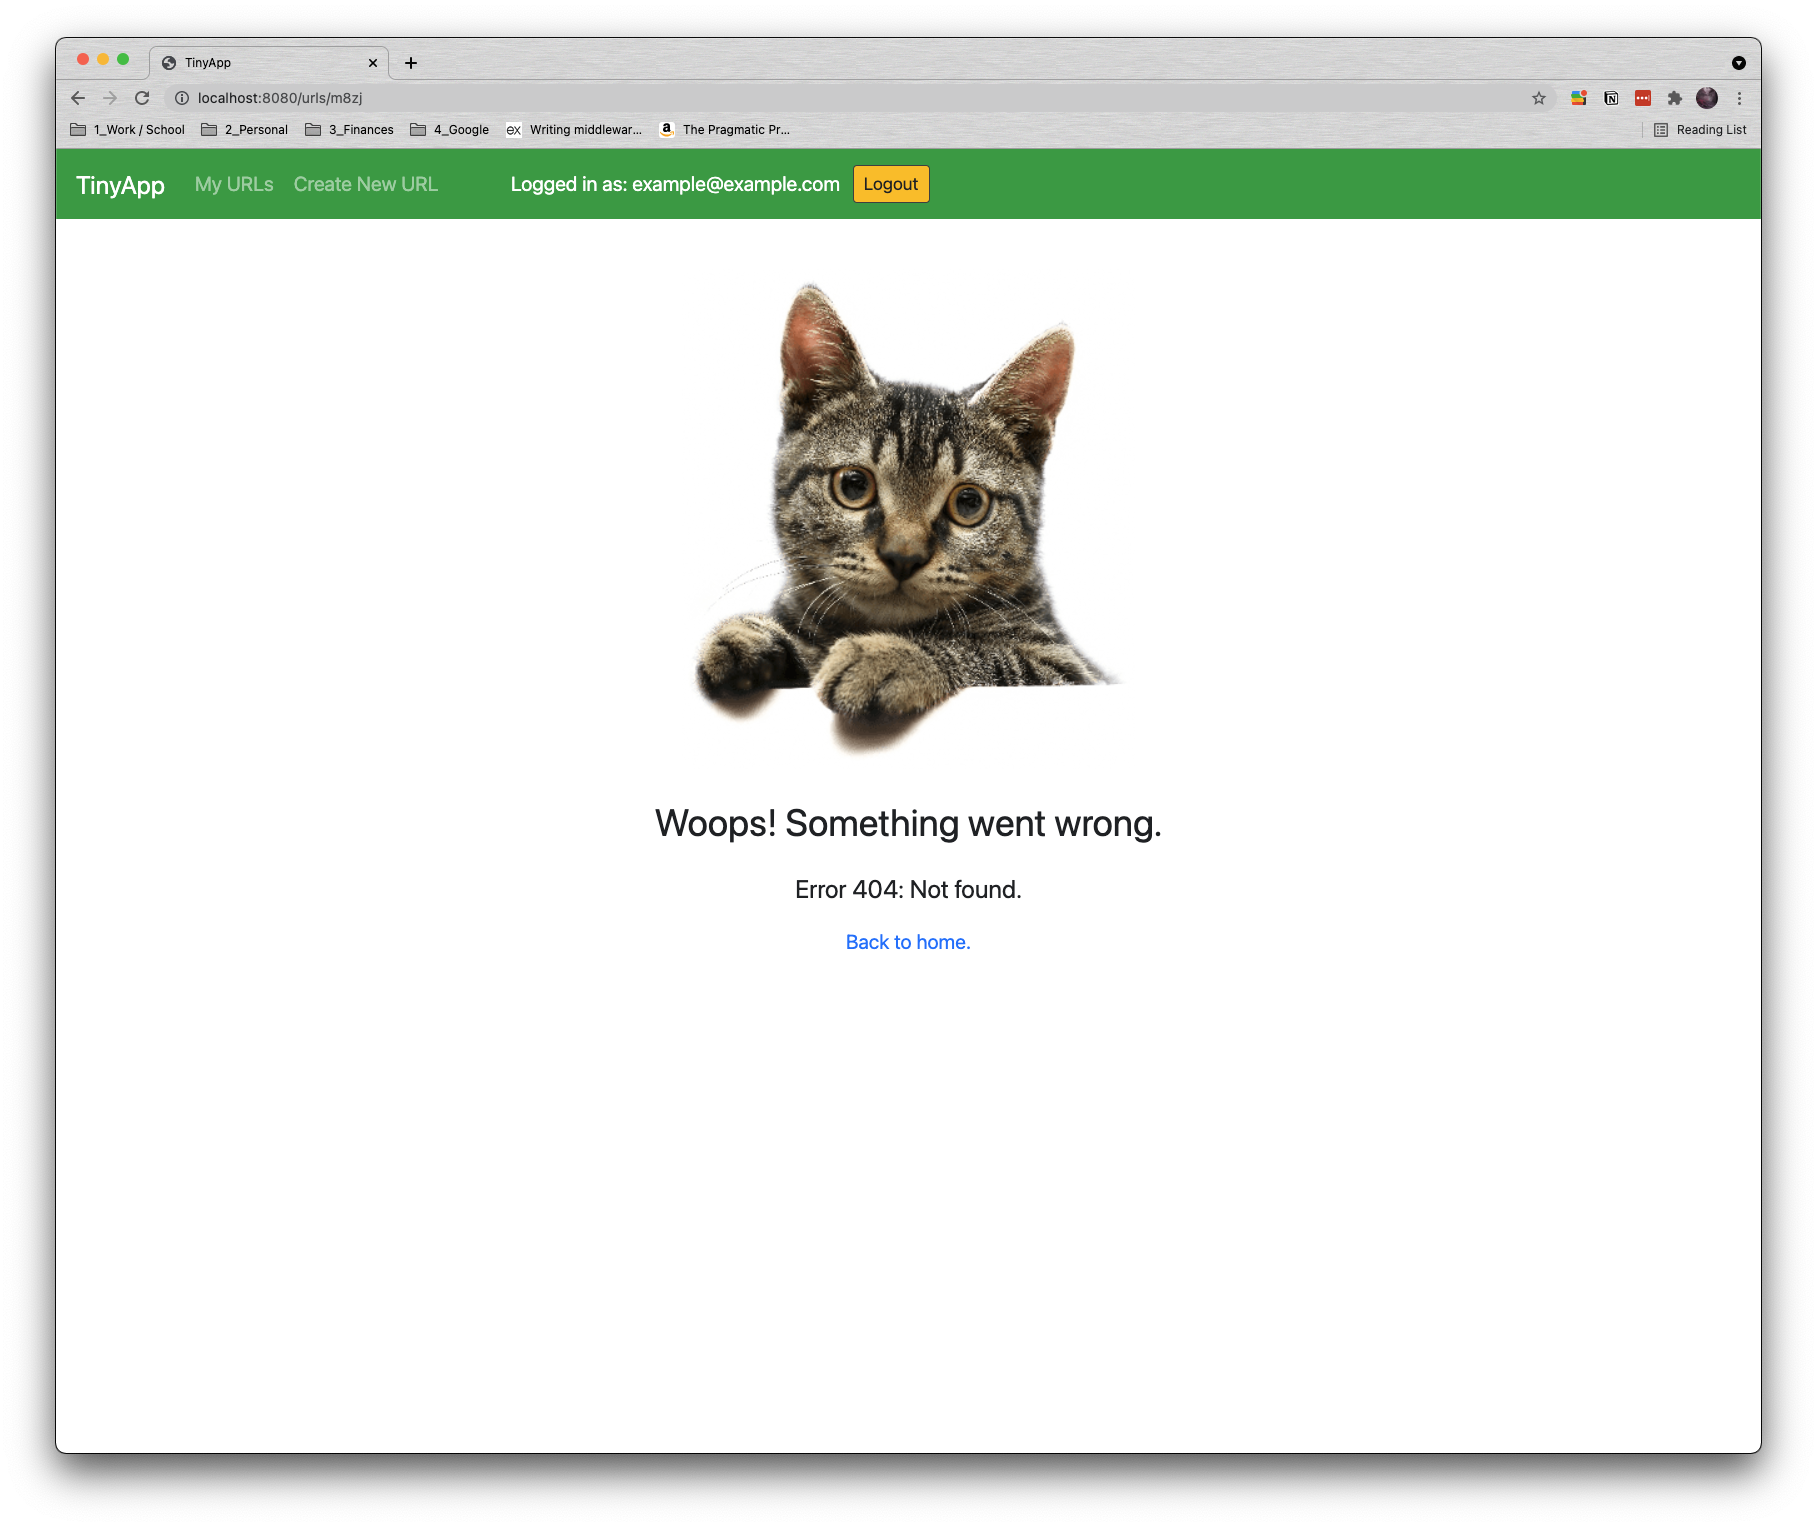 TinyApp
localhost:8080/urls/m8zj
1_Work / School 2_Personal 3_Finances 4_Google ex Writing middlewar... a The Pragmatic Pr... Reading List
TinyApp My URLs Create New URL Logged in as: example@example.com Logout
Woops! Something went wrong.
Error 404: Not found.
Back to home.